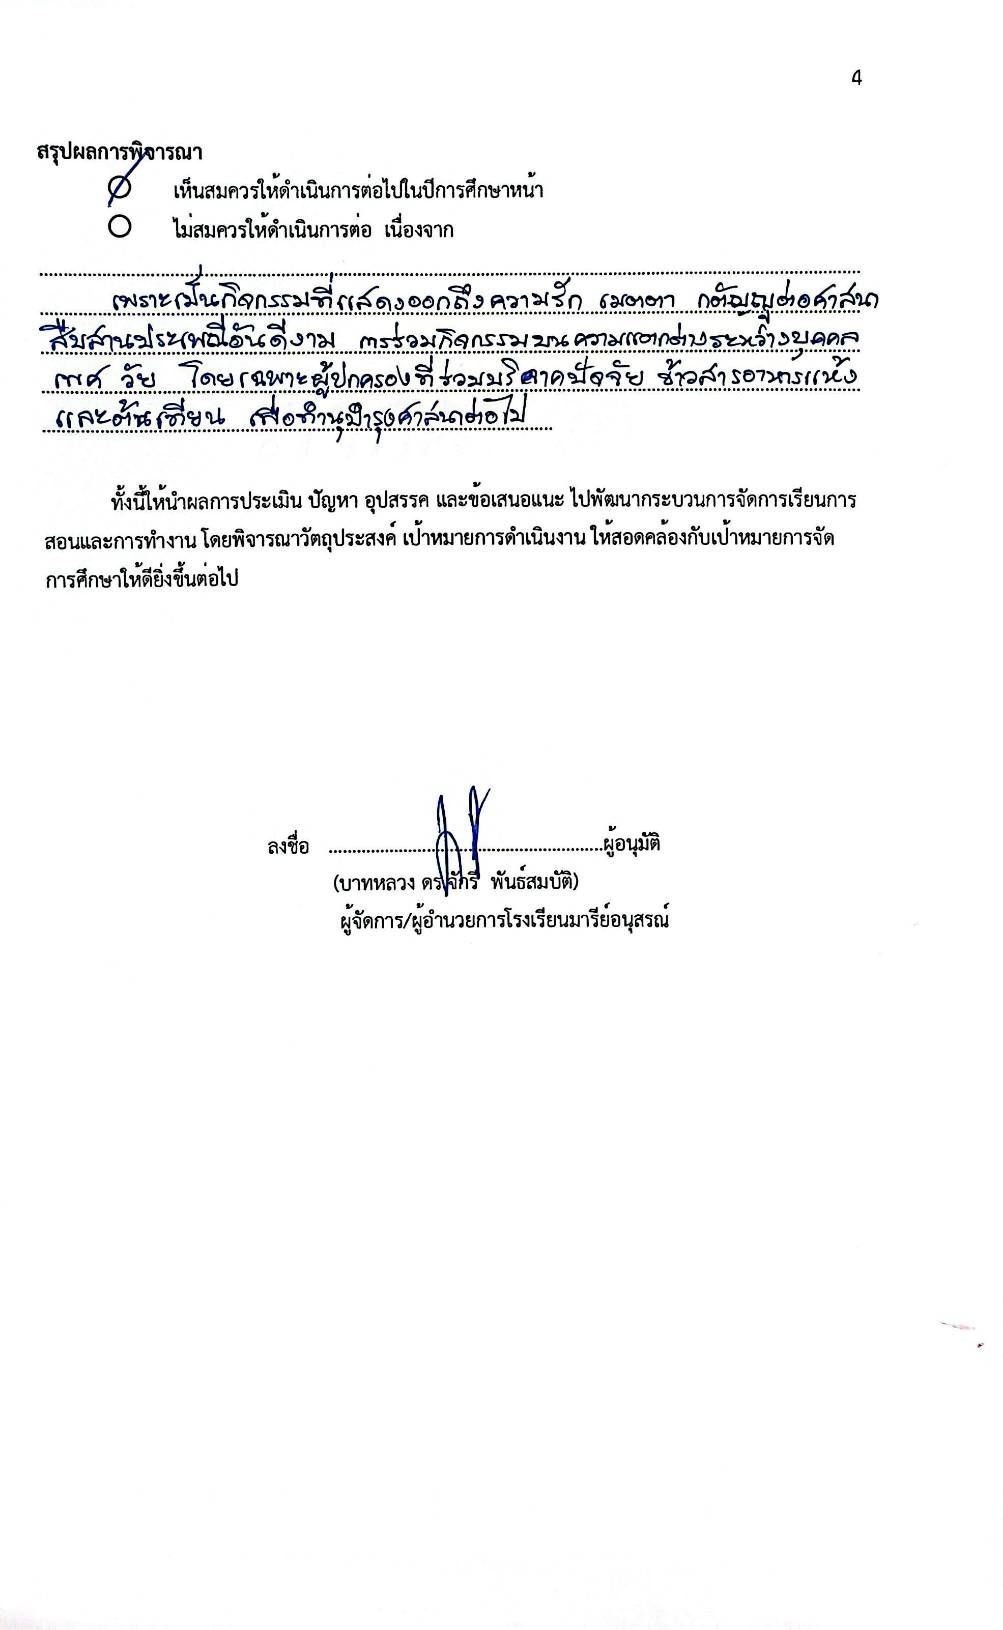 4
สรุปผลการพิจารณา
เห็นสมควรให้ดำเนินการต่อไปในปีการศึกษาหน้า
ไม่สมควรให้ดำเนินการต่อ เนื่องจาก
เพราะเป็นกิจกรรมที่แสดงออกถึงความรัก เมตตา กตัญญูต่อศาสนา
สืบสานประเพณีอันดีงาม การร่วมกิจกรรมบนความแตกต่างระหว่างบุคคล
เพศ วัย โดยเฉพาะผู้ปกครองที่ร่วมบริจาคปัจจัย ข้าวสารอาหารแห้ง
และต้นเทียน เพื่อทำนุบำรุงศาสนาต่อไป
ทั้งนี้ให้นำผลการประเมิน ปัญหา อุปสรรค และข้อเสนอแนะ ไปพัฒนากระบวนการจัดการเรียนการ
สอนและการทำงาน โดยพิจารณาวัตถุประสงค์ เป้าหมายการดำเนินงาน ให้สอดคล้องกับเป้าหมายการจัด
การศึกษาให้ดียิ่งขึ้นต่อไป
ลงชื่อ ......................................................ผู้อนุมัติ
(บาทหลวง ดร.จักรี พันธ์สมบัติ)
ผู้จัดการ/ผู้อำนวยการโรงเรียนมารีย์อนุสรณ์